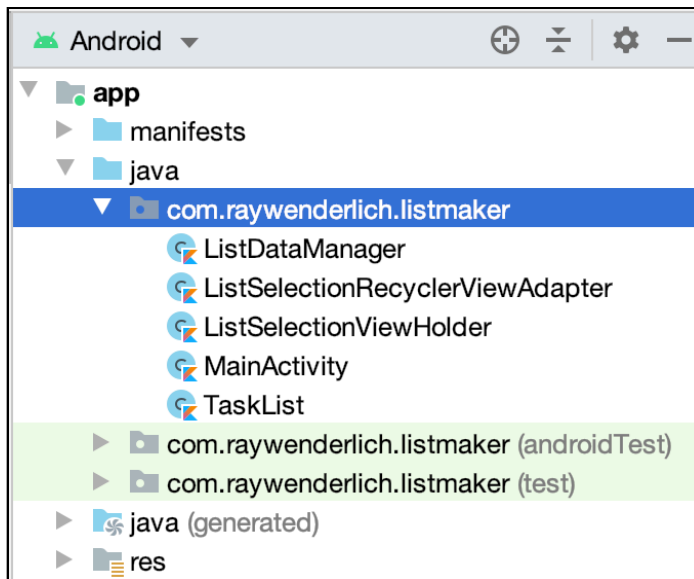 Android
app
manifests
java
com.raywenderlich.listmaker
ListDataManager
ListSelectionRecyclerViewAdapter
ListSelectionViewHolder
MainActivity
TaskList
com.raywenderlich.listmaker (androidTest)
com.raywenderlich.listmaker (test)
java (generated)
res